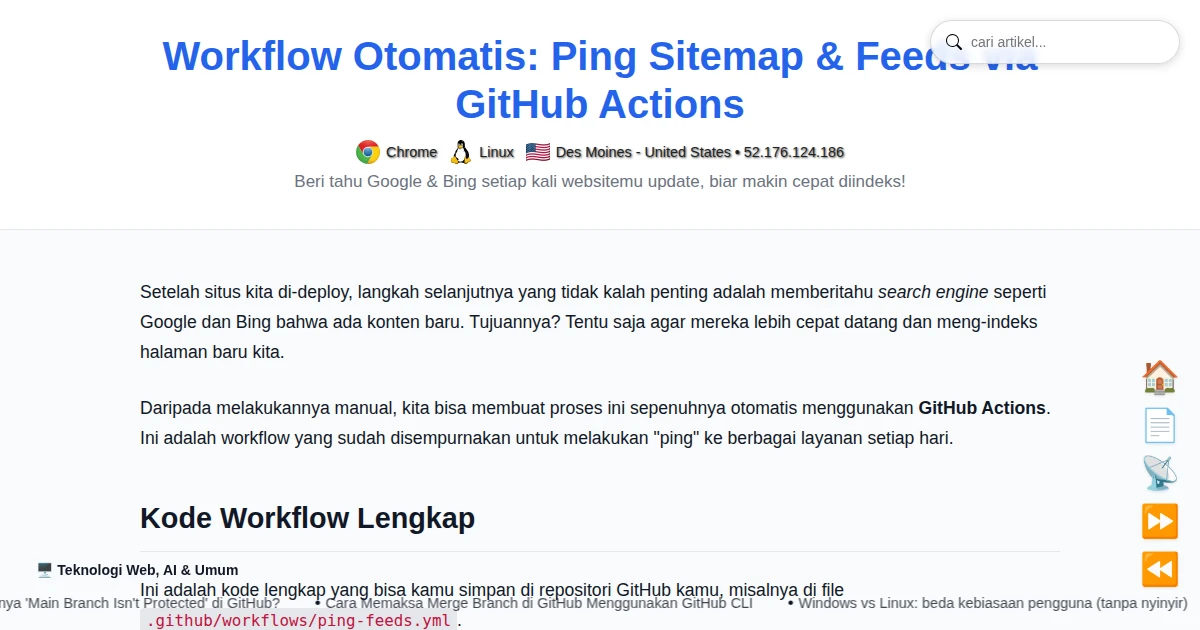 Workflow Otomatis: Ping Sitemap & Feeds via
GitHub Actions
cari artikel...
Chrome Linux Des Moines - United States • 52.176.124.186
Beri tahu Google & Bing setiap kali websitemu update, biar makin cepat diindeks!
Setelah situs kita di-deploy, langkah selanjutnya yang tidak kalah penting adalah memberitahu search engine seperti
Google dan Bing bahwa ada konten baru. Tujuannya? Tentu saja agar mereka lebih cepat datang dan meng-indeks
halaman baru kita.
Daripada melakukannya manual, kita bisa membuat proses ini sepenuhnya otomatis menggunakan GitHub Actions.
Ini adalah workflow yang sudah disempurnakan untuk melakukan "ping" ke berbagai layanan setiap hari.
Kode Workflow Lengkap
Teknologi Web, AI & Umum
Ini adalah kode lengkap yang bisa kamu simpan di repositori GitHub kamu, misalnya di file
nya 'Main Branch Isn't Protected' di GitHub? • Cara Memaksa Merge Branch di GitHub Menggunakan GitHub CLI • Windows vs Linux: beda kebiasaan pengguna (tanpa nyinyir)
.github/workflows/ping-feeds.yml.